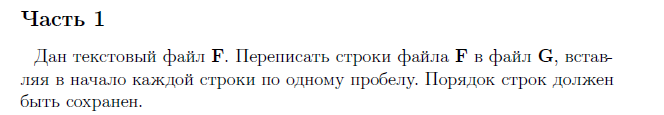 Часть 1
Дан текстовый файл F. Переписать строки файла F в файл G, встав-
ляя в начало каждой строки по одному пробелу. Порядок строк должен
быть сохранен.